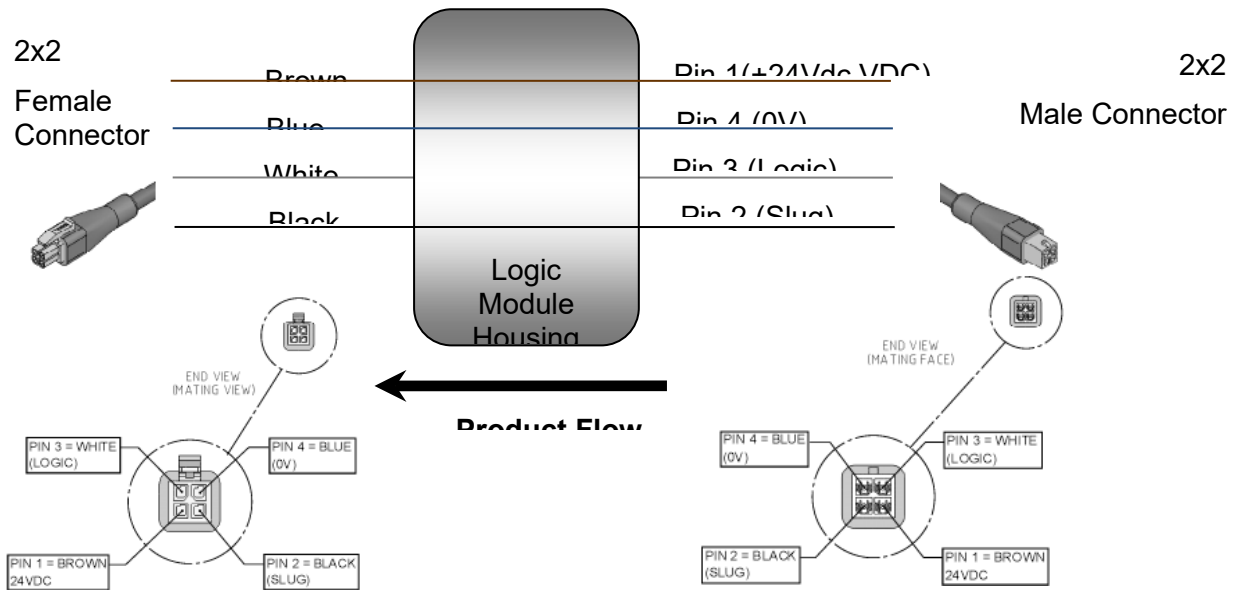 2x2
Female
Connector
Brown
Blue
White
Black
Pin 1(+24Vdc VDC)
Pin 4 (0V)
Pin 3 (Logic)
Pin 2 (Slug)
2x2
Male Connector
Logic
Module
Housing
END VIEW
(MATING VIEW)
END VIEW
(MATING FACE)
Product Flow
PIN 3 = WHITE
(LOGIC)
PIN 4 = BLUE
(0V)
PIN 1 = BROWN
24VDC
PIN 2 = BLACK
(SLUG)
PIN 4 = BLUE
(0V)
PIN 3 = WHITE
(LOGIC)
PIN 2 = BLACK
(SLUG)
PIN 1 = BROWN
24VDC